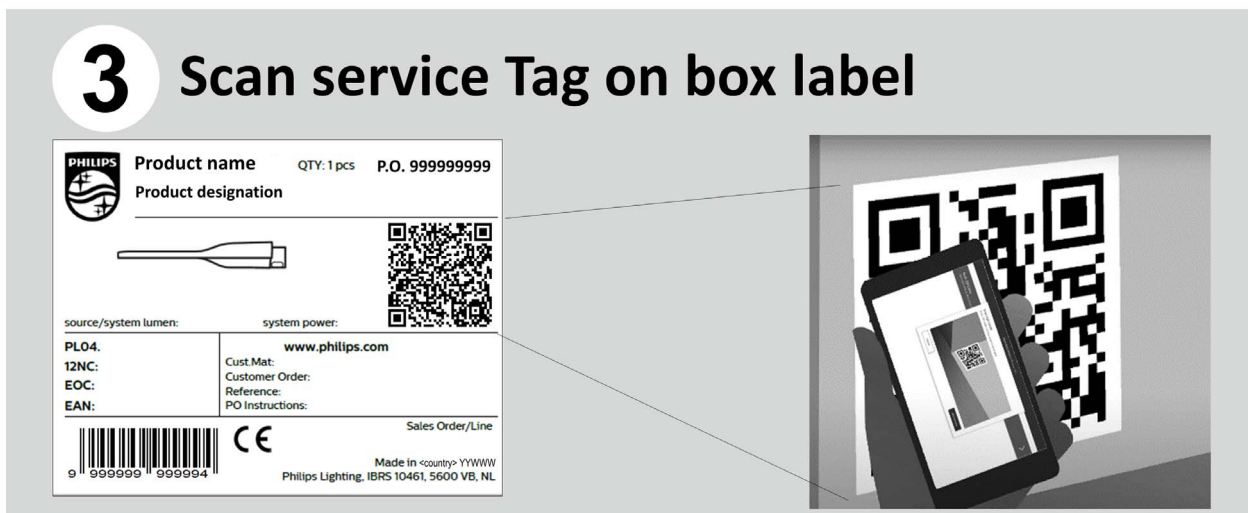 3 Scan service Tag on box label
PHILIPS
Product name QTY: 1 pcs P.O. 999999999
Product designation
source/system lumen: system power:
PL04.
12NC:
EOC:
EAN:
www.philips.com
Cust.Mat:
Customer Order:
Reference:
PO Instructions:
Sales Order/Line
9 999999 999994
CE
Made in <country> YYWWW
Philips Lighting, IBRS 10461, 5600 VB, NL